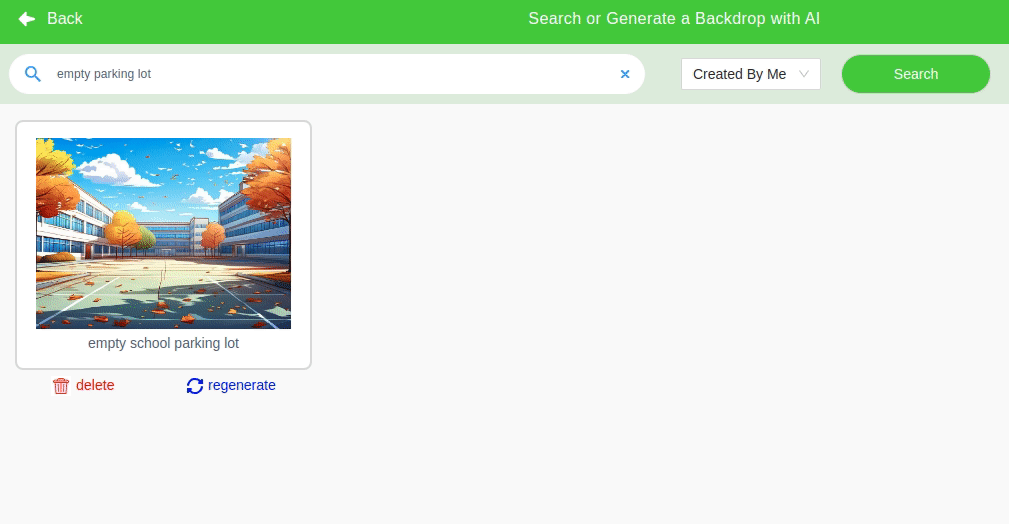 Back
Search or Generate a Backdrop with AI
empty parking lot
Created By Me
Search
empty school parking lot
delete
regenerate